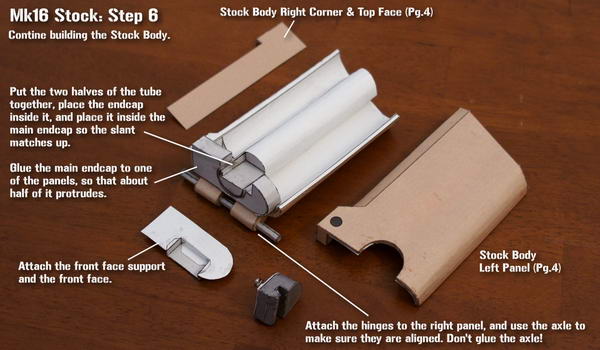 Mk16 Stock: Step 6
Contine building the Stock Body.
Stock Body Right Corner & Top Face (Pg.4)
Put the two halves of the tube
together, place the endcap
inside it, and place it inside the
main endcap so the slant
matches up.
Glue the main endcap to one
of the panels, so that about
half of it protrudes.
Stock Body
Left Panel (Pg.4)
Attach the front face support
and the front face.
Attach the hinges to the right panel, and use the axle to
make sure they are aligned. Don't glue the axle!